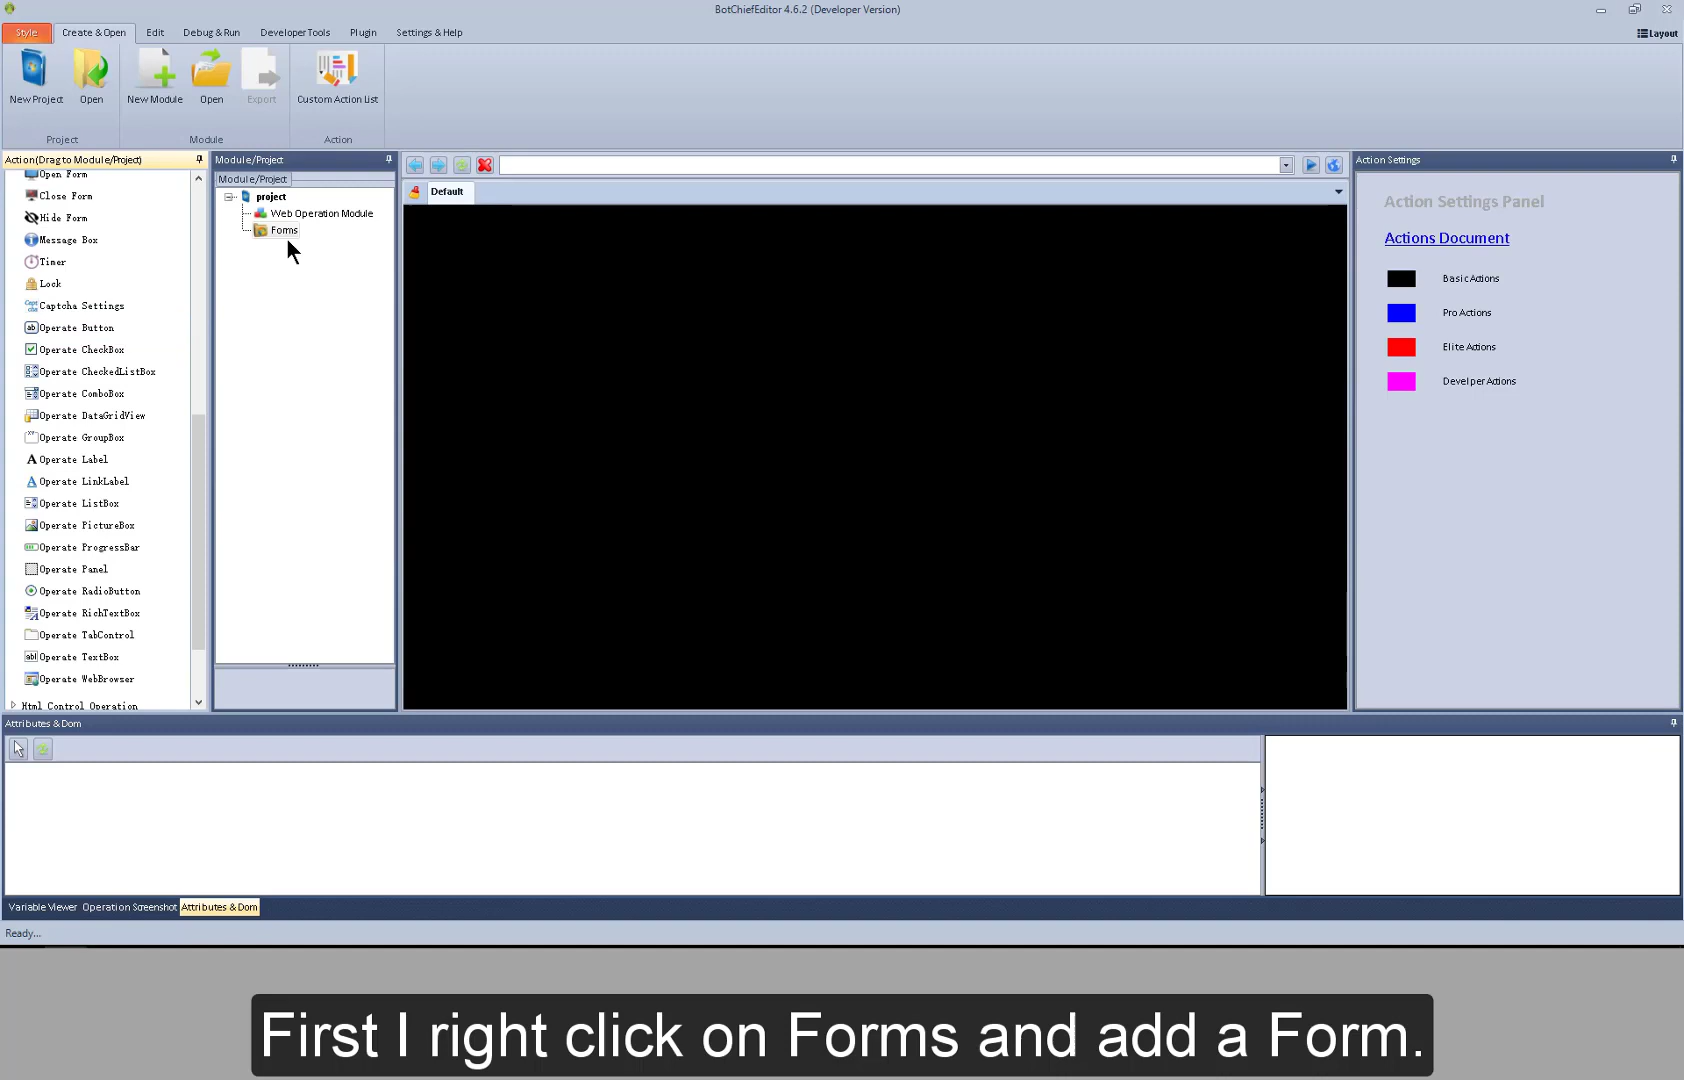 BotChiefEditor 4.6.2 (Developer Version)
Style Create & Open Edit Debug & Run Developer Tools Plugin Settings & Help Layout
New Project Open New Module Open Export Custom Action List
Project Module Action
Action(Drag to Module/Project)
Open Form
Close Form
Hide Form
Message Box
Timer
Lock
Captcha Settings
Operate Button
Operate CheckBox
Operate CheckedListBox
Operate ComboBox
Operate DataGridView
Operate GroupBox
Operate Label
Operate LinkLabel
Operate ListBox
Operate PictureBox
Operate ProgressBar
Operate Panel
Operate RadioButton
Operate RichTextBox
Operate TabControl
Operate TextBox
Operate WebBrowser
Html Control Operation
Module/Project
Module/Project
project
Web Operation Module
Forms
Default
Action Settings
Action Settings Panel
Actions Document
Basic Actions
Pro Actions
Elite Actions
Develper Actions
Attributes & Dom
Variable Viewer Operation Screenshot Attributes & Dom
Ready...
First I right click on Forms and add a Form.